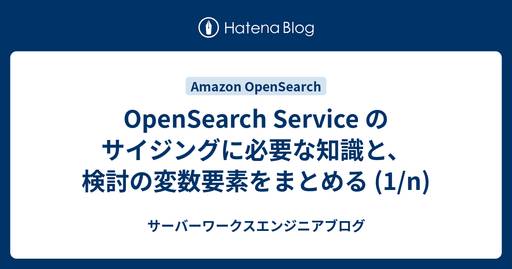 Hatena Blog
Amazon OpenSearch
OpenSearch Service の
サイジングに必要な知識と、
検討の変数要素をまとめる (1/n)
サーバーワークスエンジニアブログ